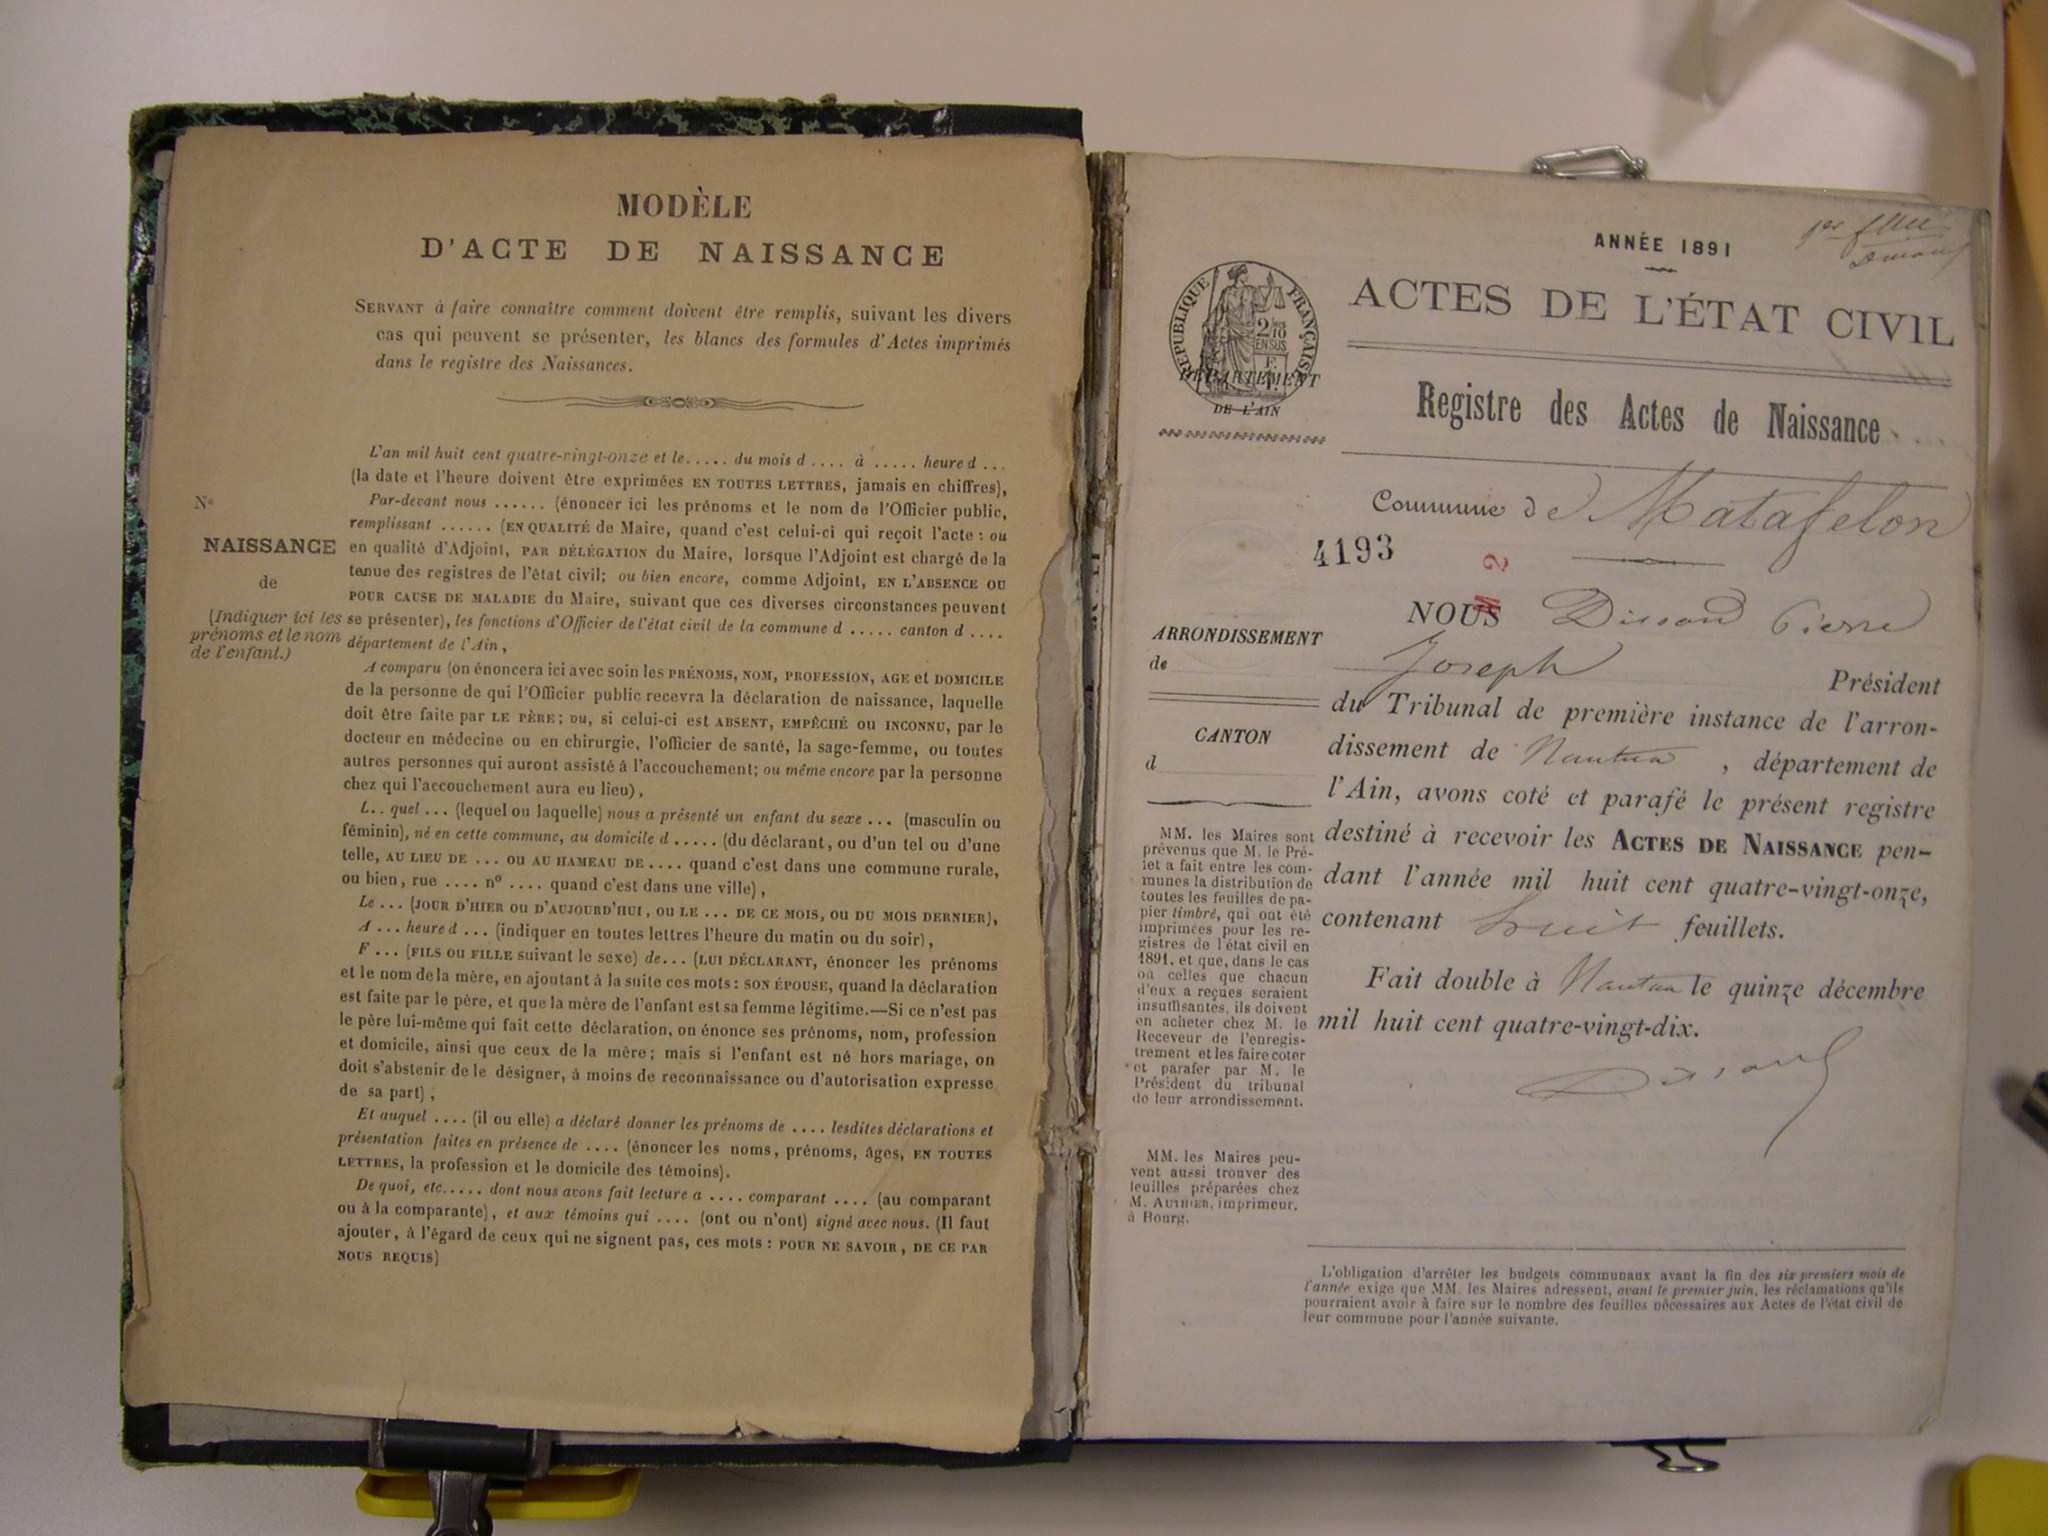 MODÈLE
D'ACTE DE NAISSANCE
SERVANT à faire connaître comment doivent être remplis, suivant les divers
cas qui peuvent se présenter, les blancs des formules d'Actes imprimés
dans le registre des Naissances.
N°
NAISSANCE
de
(Indiquer ici les
prénoms et le nom
de l'enfant.)
L'an mil huit cent quatre-vingt-onze et le..... du mois d .... à ..... heure d ...
(la date et l'heure doivent être exprimées EN TOUTES LETTRES, jamais en chiffres),
Par-devant nous ...... (énoncer ici les prénoms et le nom de l'Officier public,
remplissant ...... (EN QUALITÉ de Maire, quand c'est celui-ci qui reçoit l'acte : ou
en qualité d'Adjoint, PAR DÉLÉGATION du Maire, lorsque l'Adjoint est chargé de la
tenue des registres de l'état civil; ou bien encore, comme Adjoint, EN L'ABSENCE OU
POUR CAUSE DE MALADIE du Maire, suivant que ces diverses circonstances peuvent
se présenter), les fonctions d'Officier de l'état civil de la commune d ..... canton d ....
département de l'Ain,
A comparu (on énoncera ici avec soin les PRÉNOMS, NOM, PROFESSION, AGE et DOMICILE
de la personne de qui l'Officier public recevra la déclaration de naissance, laquelle
doit être faite par LE PÈRE; ou, si celui-ci est ABSENT, EMPÊCHÉ OU INCONNU, par le
docteur en médecine ou en chirurgie, l'officier de santé, la sage-femme, ou toutes
autres personnes qui auront assisté à l'accouchement; ou même encore par la personne
chez qui l'accouchement aura eu lieu),
L.. quel ... (lequel ou laquelle) nous a présenté un enfant du sexe ... (masculin ou
féminin), né en cette commune, au domicile d ..... (du déclarant, ou d'un tel ou d'une
telle, AU LIEU DE ... OU AU HAMEAU DE .... quand c'est dans une commune rurale,
ou bien, rue .... n° .... quand c'est dans une ville),
Le ... (JOUR D'HIER OU D'AUJOURD'HUI, OU LE ... DE CE MOIS, OU DU MOIS DERNIER),
A ... heure d ... (indiquer en toutes lettres l'heure du matin ou du soir),
F ... (FILS OU FILLE suivant le sexe) de... (LUI DÉCLARANT, énoncer les prénoms
et le nom de la mère, en ajoutant à la suite ces mots : SON ÉPOUSE, quand la déclaration
est faite par le père, et que la mère de l'enfant est sa femme légitime.—Si ce n'est pas
le père lui-même qui fait cette déclaration, on énonce ses prénoms, nom, profession
et domicile, ainsi que ceux de la mère; mais si l'enfant est né hors mariage, on
doit s'abstenir de le désigner, à moins de reconnaissance ou d'autorisation expresse
de sa part),
Et auquel .... (il ou elle) a déclaré donner les prénoms de .... lesdites déclarations et
présentation faites en présence de .... (énoncer les noms, prénoms, âges, EN TOUTES
LETTRES, la profession et le domicile des témoins).
De quoi, etc..... dont nous avons fait lecture a .... comparant .... (au comparant
ou à la comparante), et aux témoins qui .... (ont ou n'ont) signé avec nous. (Il faut
ajouter, à l'égard de ceux qui ne signent pas, ces mots : POUR NE SAVOIR, DE CE PAR
NOUS REQUIS)
ANNÉE 1891
RÉPUBLIQUE FRANÇAISE
2/10
EN SUS
DÉPARTEMENT
DE L'AIN
ACTES DE L'ÉTAT CIVIL
Registre des Actes de Naissance
Commune de Matafelon
4193
2
NOUS Pierre
Joseph Président
du Tribunal de première instance de l'arron-
dissement de Nantua, département de
l'Ain, avons coté et parafé le présent registre
destiné à recevoir les ACTES DE NAISSANCE pen-
dant l'année mil huit cent quatre-vingt-onze,
contenant huit feuillets.
Fait double à Nantua le quinze décembre
mil huit cent quatre-vingt-dix.
ARRONDISSEMENT
de
CANTON
d
MM. les Maires sont
prévenus que M. le Pré-
fet a fait entre les com-
munes la distribution de
toutes les feuilles de pa-
pier timbré, qui ont été
imprimées pour les re-
gistres de l'état civil en
1891, et que, dans le cas
où celles que chacun
d'eux a reçues seraient
insuffisantes, ils doivent
en acheter chez M. le
Receveur de l'enregis-
trement et les faire coter
et parafer par M. le
Président du tribunal
de leur arrondissement.
MM. les Maires peu-
vent aussi trouver des
feuilles préparées chez
M. AUTHIER, imprimeur,
à Bourg.
L'obligation d'arrêter les budgets communaux avant la fin des six premiers mois de
l'année exige que MM. les Maires adressent, avant le premier juin, les réclamations qu'ils
pourraient avoir à faire sur le nombre des feuilles nécessaires aux Actes de l'état civil de
leur commune pour l'année suivante.